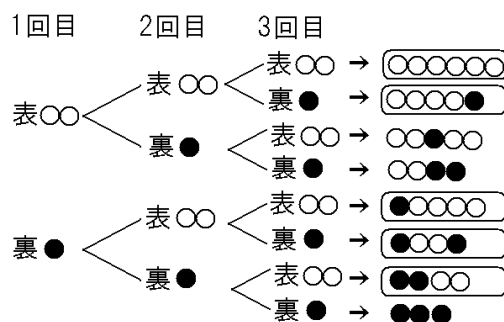 1回目 2回目 3回目
表○○ 表○○ 表○○ → ○○○○○○
裏● → ○○○○●
裏● 表○○ → ○○●○○
裏● → ○○●●
裏● 表○○ 表○○ → ●○○○○
裏● → ●○○●
裏● 表○○ → ●●○○
裏● → ●●●